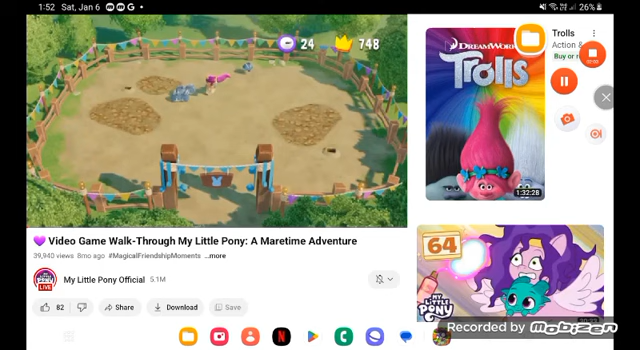 1:52 Sat, Jan 6
26%
24
748
DREAMWORKS
Trolls
1:32:28
Trolls
Action &
Buy or r
💜 Video Game Walk-Through My Little Pony: A Maretime Adventure
39,940 views 8mo ago #MagicalFriendshipMoments ...more
LIVE
My Little Pony Official 5.1M
82
Share
Download
Save
64
MY LITTLE PONY
Recorded by mobizen